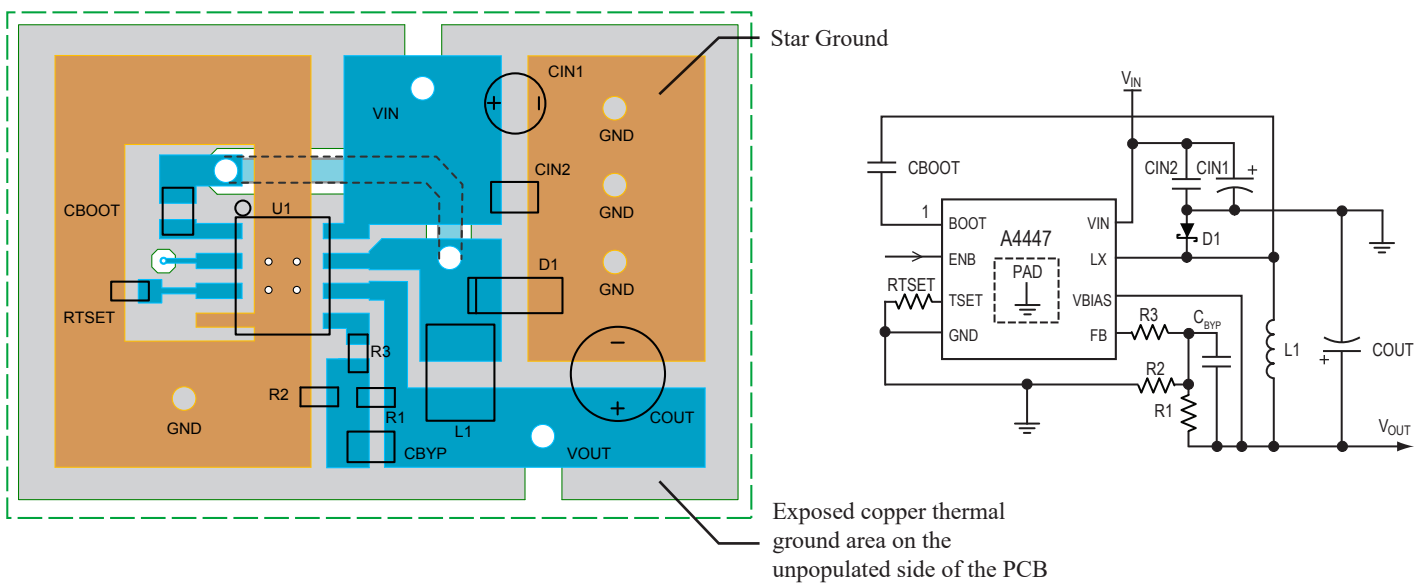 Star Ground
CIN1
+ −
VIN
GND
CIN2
GND
CBOOT
U1
D1
GND
RTSET
R3
−
R2
R1
+
COUT
GND
L1
CBYP
VOUT
Exposed copper thermal
ground area on the
unpopulated side of the PCB
VIN
CBOOT
CIN2
CIN1
+
1
BOOT
VIN
A4447
D1
ENB
LX
PAD
RTSET
TSET
VBIAS
CBYP
R3
GND
FB
L1
COUT
+
R2
R1
VOUT